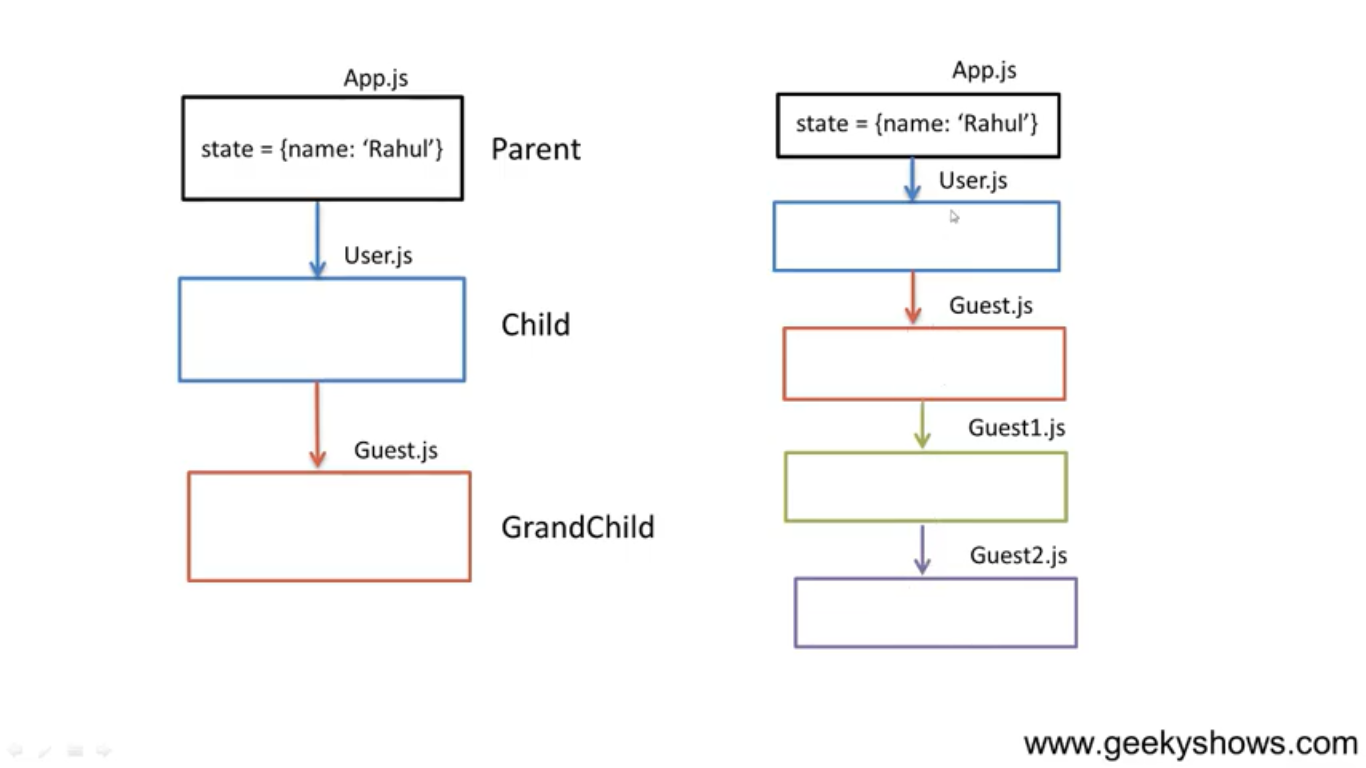 App.js
state = {name: ‘Rahul’}
Parent
User.js
Child
Guest.js
GrandChild
App.js
state = {name: ‘Rahul’}
User.js
Guest.js
Guest1.js
Guest2.js
www.geekyshows.com